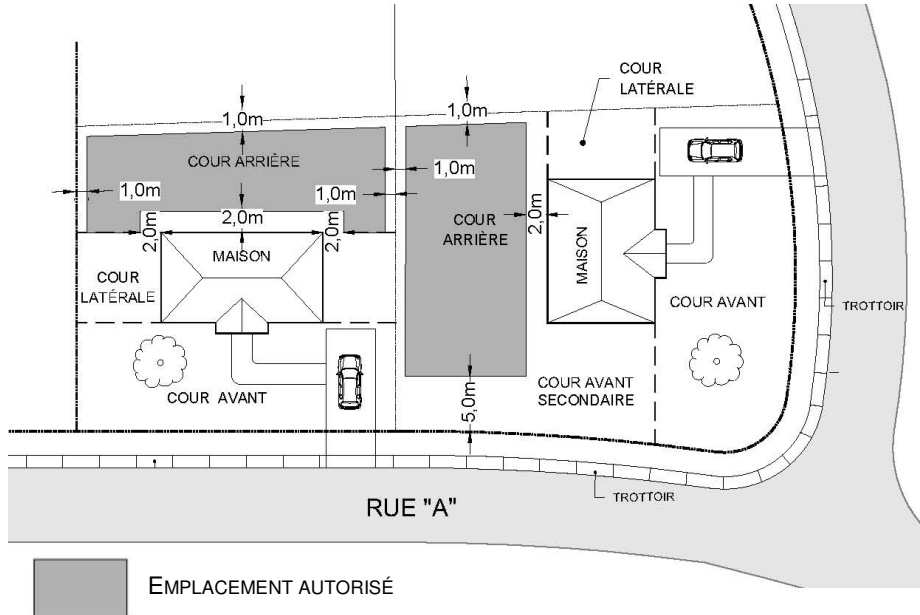 COUR
LATÉRALE
1,0m
1,0m
COUR ARRIÈRE
1,0m
1,0m
1,0m
2,0m
2,0m
2,0m
2,0m
COUR
ARRIÈRE
MAISON
MAISON
COUR
LATÉRALE
COUR AVANT
TROTTOIR
COUR AVANT
5,0m
COUR AVANT
SECONDAIRE
TROTTOIR
RUE "A"
EMPLACEMENT AUTORISÉ